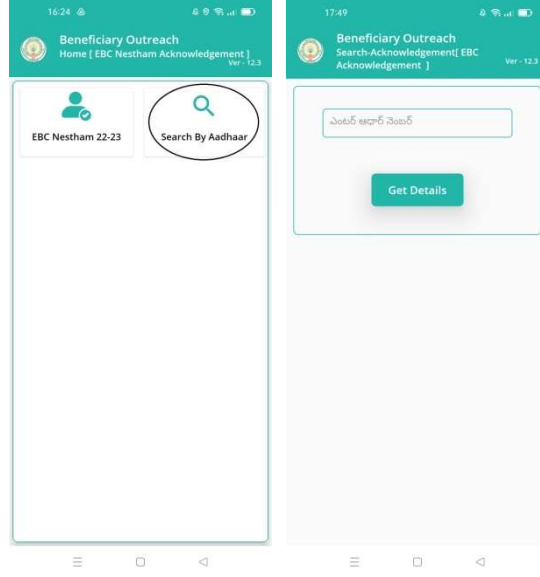 16:24
Beneficiary Outreach
Home [ EBC Nestham Acknowledgement ]
Ver - 12.3
EBC Nestham 22-23
Search By Aadhaar
17:49
Beneficiary Outreach
Search-Acknowledgement[ EBC
Acknowledgement ]
Ver - 12.3
ఎంటర్ ఆధార్ నెంబర్
Get Details